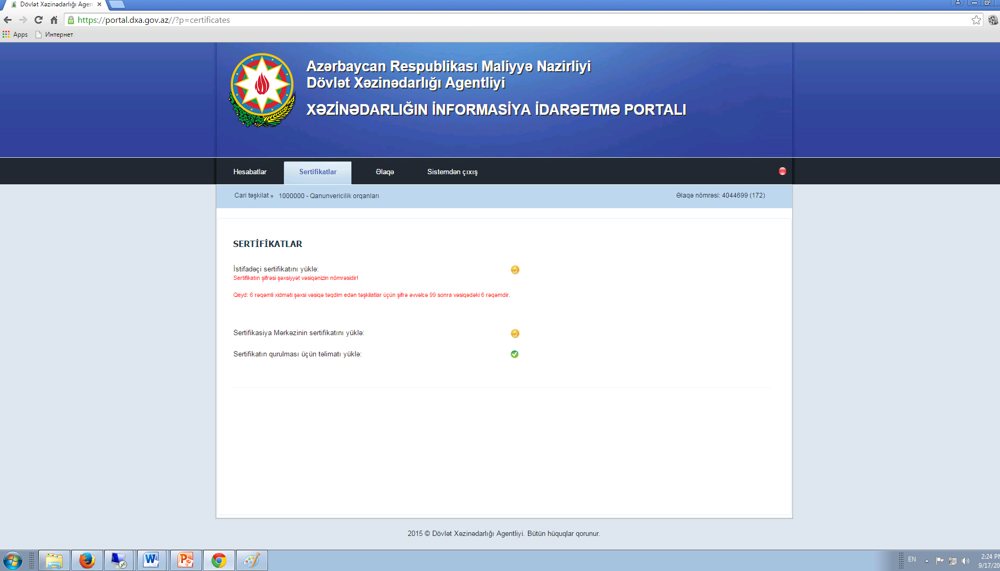 Dövlət Xəzinədarlığı Agen
https://portal.dxa.gov.az//?p=certificates
Apps
Интернет
Azərbaycan Respublikası Maliyyə Nazirliyi
Dövlət Xəzinədarlığı Agentliyi
XƏZİNƏDARLIĞIN İNFORMASİYA İDARƏETMƏ PORTALI
Hesabatlar
Sertifikatlar
Əlaqə
Sistemdən çıxış
Cari təşkilat »
1000000 - Qanunvericilik orqanları
Əlaqə nömrəsi: 4044699 (172)
SERTİFİKATLAR
İstifadəçi sertifikatını yüklə:
Sertifikatın şifrəsi şəxsiyyət vəsiqənizin nömrəsidir!
Qeyd: 6 rəqəmli xidməti şəxsi vəsiqə təqdim edən təşkilatlar üçün şifrə əvvəlcə 99 sonra vəsiqədəki 6 rəqəmdir.
Sertifikasiya Mərkəzinin sertifikatını yüklə:
Sertifikatın qurulması üçün təlimatı yüklə:
2015 © Dövlət Xəzinədarlığı Agentliyi. Bütün hüquqlar qorunur.
EN
2:24 PM
9/17/20